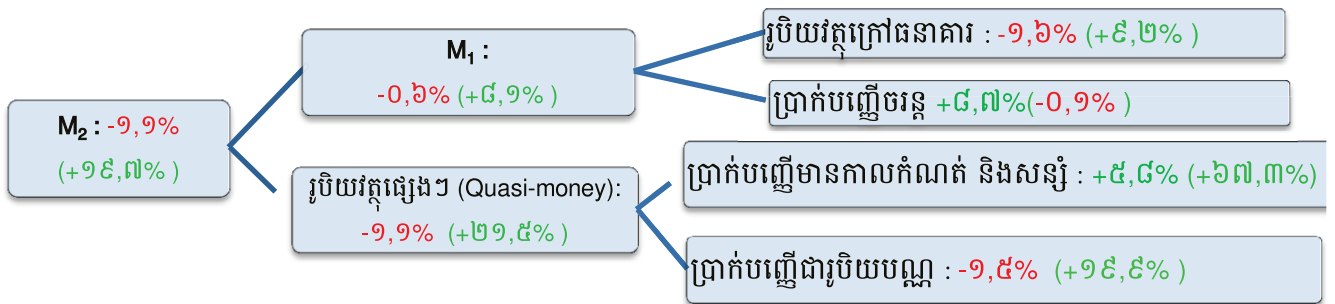 M₂ : -១,១%
(+១៩,៧% )
M₁ :
-០,៦% (+៨,១% )
រូបិយវត្ថុផ្សេងៗ (Quasi-money):
-១,១% (+២១,៥% )
រូបិយវត្ថុក្រៅធនាគារ : -១,៦% (+៩,២% )
ប្រាក់បញ្ញើចរន្ត +៨,៧%(-០,១% )
ប្រាក់បញ្ញើមានកាលកំណត់ និងសន្សំ : +៥,៨% (+៦៧,៣%)
ប្រាក់បញ្ញើជារូបិយបណ្ណ : -១,៥% (+១៩,៩% )